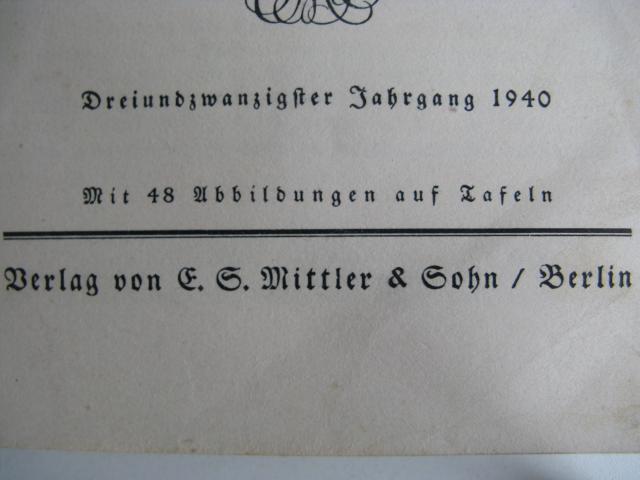 Dreiundzwanzigſter Jahrgang 1940
Mit 48 Abbildungen auf Tafeln
Verlag von E. S. Mittler & Sohn / Berlin